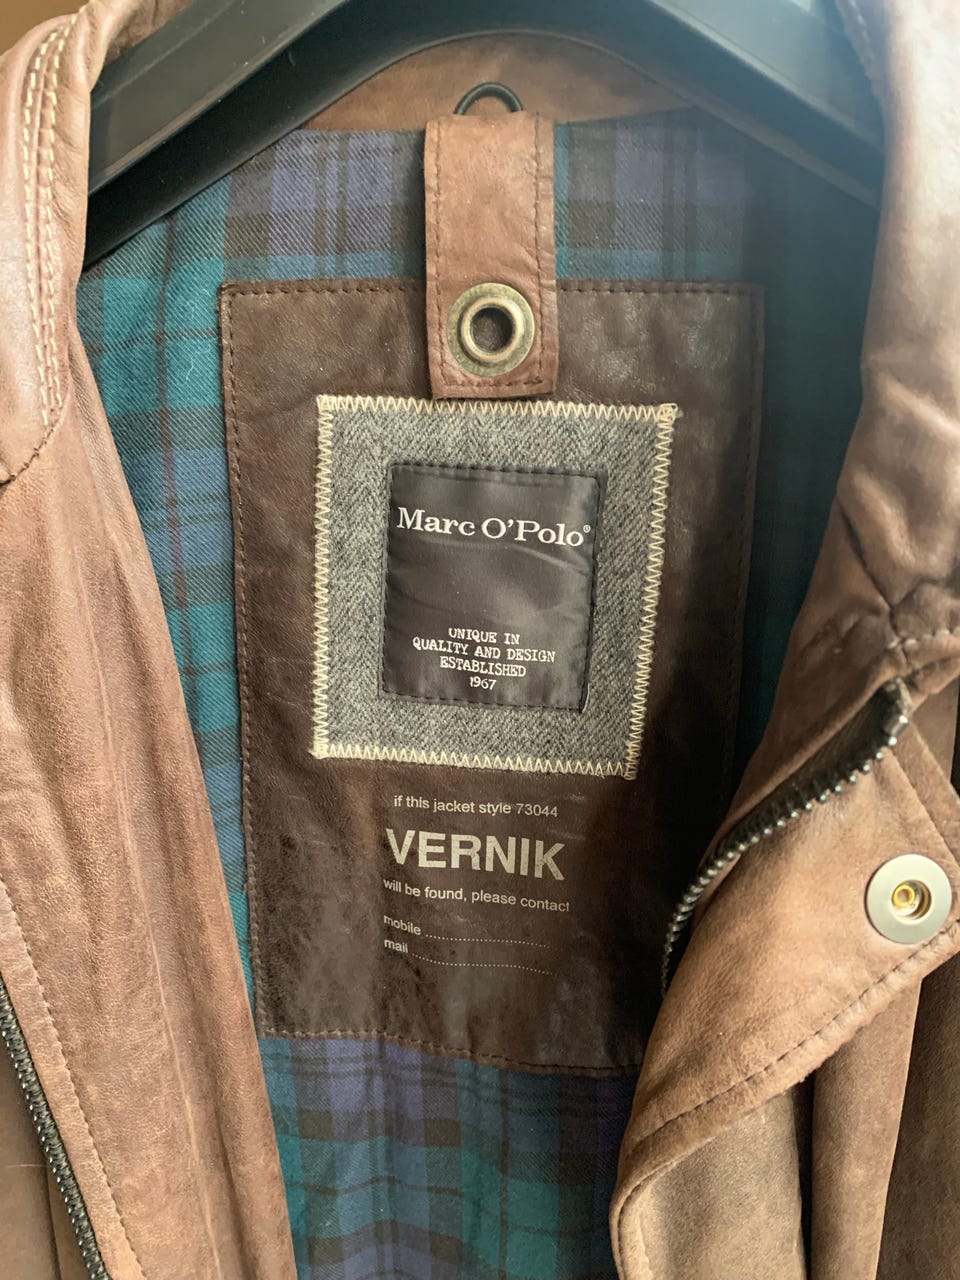 Marc O'Polo®
UNIQUE IN
QUALITY AND DESIGN
ESTABLISHED
1967
if this jacket style 73044
VERNIK
will be found, please contact
mobile ........................
mail ...........................